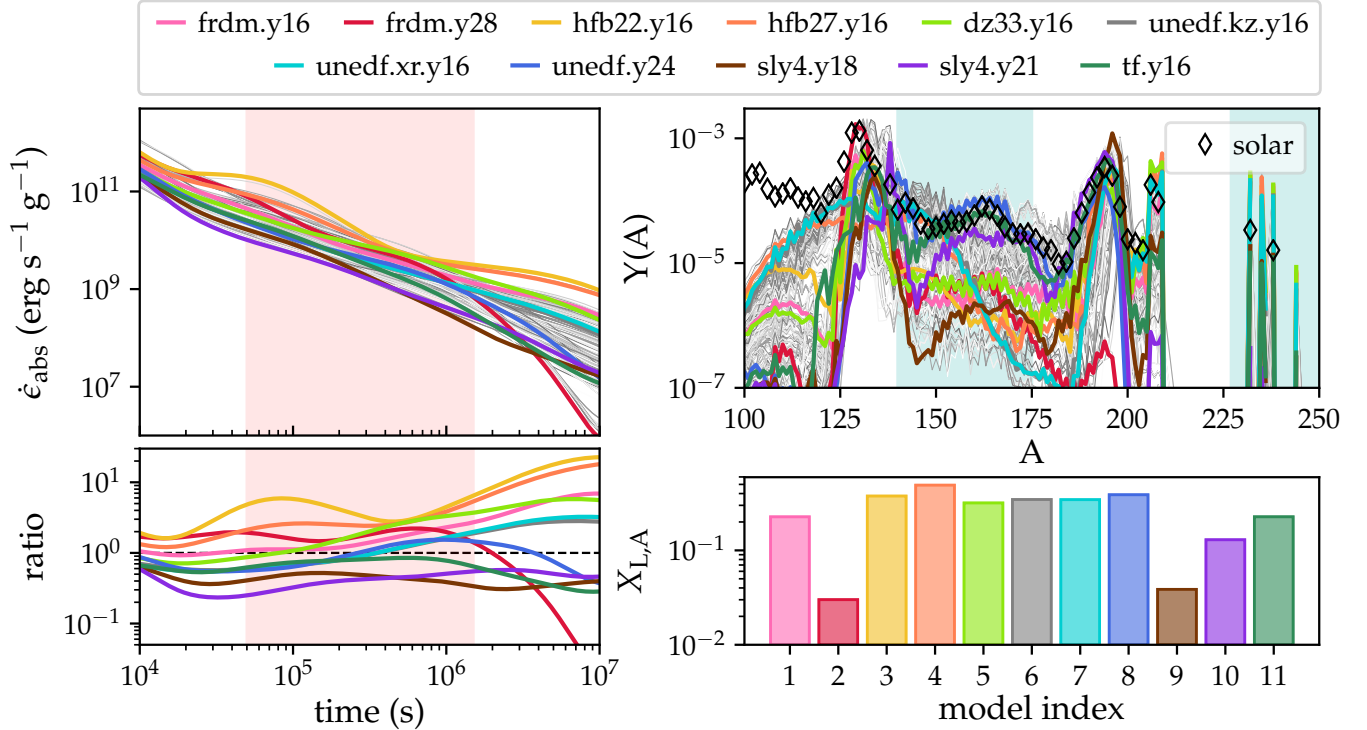 frdm.y16 frdm.y28 hfb22.y16 hfb27.y16 dz33.y16 unedf.kz.y16
unedf.xr.y16 unedf.y24 sly4.y18 sly4.y21 tf.y16
10¹¹
10⁹
10⁷
ε̇_abs (erg s⁻¹ g⁻¹)
10¹
10⁰
10⁻¹
ratio
10⁴ 10⁵ 10⁶ 10⁷
time (s)
solar
10⁻³
10⁻⁵
10⁻⁷
Y(A)
100 125 150 175 200 225 250
A
10⁻¹
10⁻²
X_L,A
1 2 3 4 5 6 7 8 9 10 11
model index